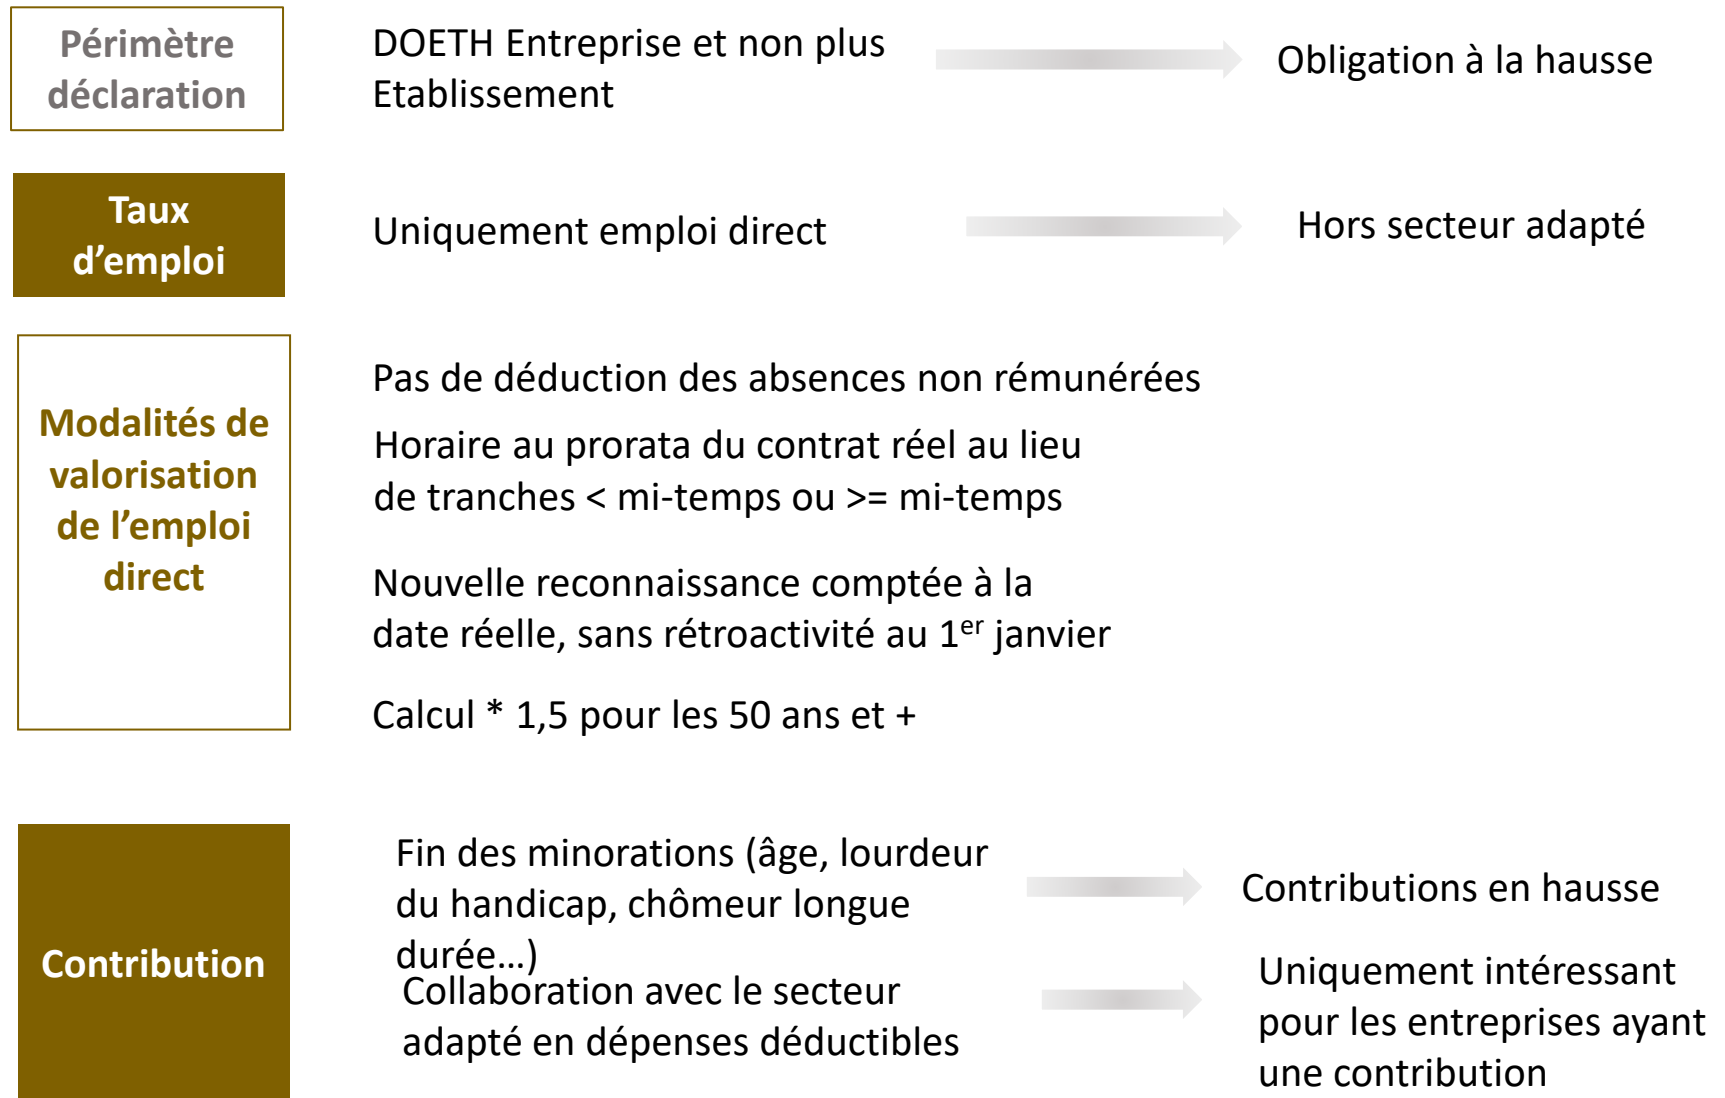 Périmètre
déclaration
DOETH Entreprise et non plus
Etablissement
Obligation à la hausse
Taux
d’emploi
Uniquement emploi direct
Hors secteur adapté
Modalités de
valorisation
de l’emploi
direct
Pas de déduction des absences non rémunérées
Horaire au prorata du contrat réel au lieu
de tranches < mi-temps ou >= mi-temps
Nouvelle reconnaissance comptée à la
date réelle, sans rétroactivité au 1er janvier
Calcul * 1,5 pour les 50 ans et +
Contribution
Fin des minorations (âge, lourdeur
du handicap, chômeur longue
durée…)
Contributions en hausse
Collaboration avec le secteur
adapté en dépenses déductibles
Uniquement intéressant
pour les entreprises ayant
une contribution